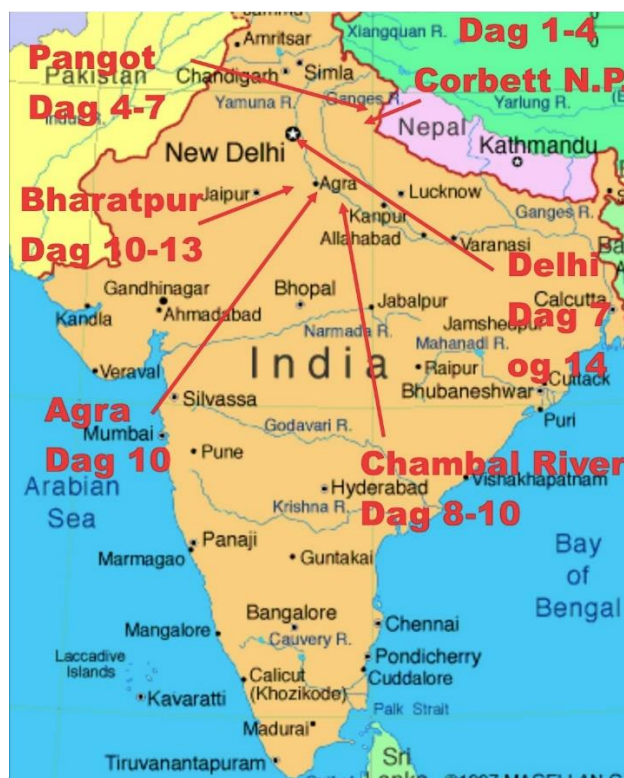 Jammu
Xiangquan R.
Dag 1-4
Amritsar
Pangot
Pakistan
Chandigarh
Simla
Corbett N.P.
Dag 4-7
Yamuna R.
Ganges R.
Yarlung R.
Nepal
Kathmandu
New Delhi
Bharatpur
Jaipur
Agra
Lucknow
Kanpur
Ganges R.
Dag 10-13
Allahabad
Varanasi
Delhi
Gandhinagar
Bhopal
Jabalpur
Dag 7
Calcutta
Kandla
Ahmadabad
Narmada R.
Jamshedpur
Mahanadi R.
og 14
India
Raipur
Veraval
Bhubaneshwar
Cuttack
Silvassa
Puri
Agra
Godavari R.
Mumbai
Dag 10
Pune
Chambal River
Arabian
Sea
Hyderabad
Vishakhapatnam
Dag 8-10
Krishna R.
Panaji
Marmagao
Guntakai
Bay
of
Bengal
Bangalore
Chennai
Mangalore
Cauvery R.
Laccadive
Islands
Pondicherry
Cuddalore
Kavaratti
Calicut
(Khozikode)
Palk Strait
Madurai
Tiruvanantapuram
Sri
Lanka